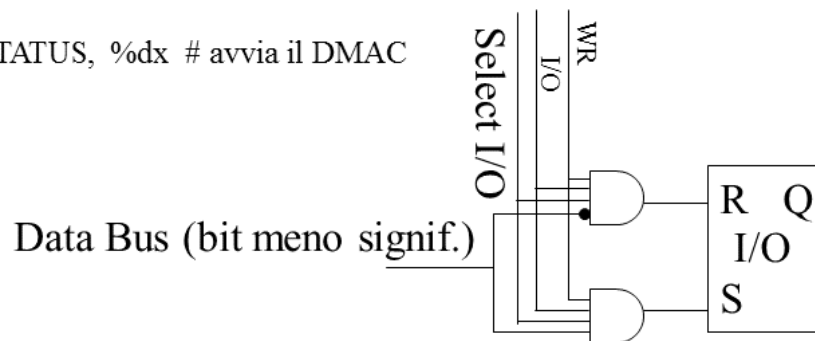 TATUS, %dx # avvia il DMAC
Select I/O
I/O
WR
Data Bus (bit meno signif.)
R Q
I/O
S